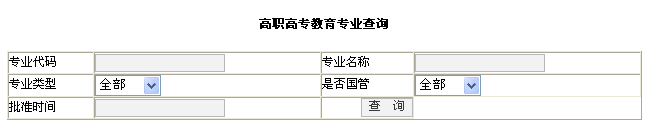 高职高专教育专业查询
专业代码 专业名称
专业类型 全部 是否国管 全部
批准时间 查 询